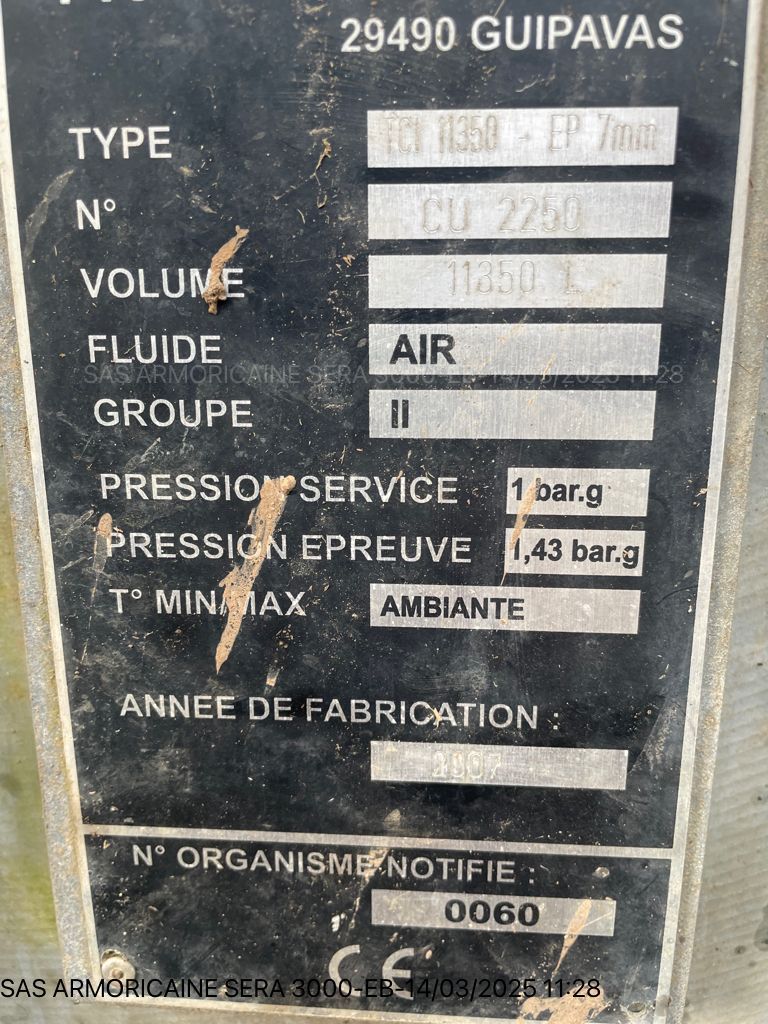 29490 GUIPAVAS
TYPE TCI 11350 - EP 7mm
N° CU 2250
VOLUME 11350 L
FLUIDE AIR
SAS ARMORICAINE SERA 3000-EB-14/03/2025 11:28
GROUPE II
PRESSION SERVICE 1 bar.g
PRESSION EPREUVE 1,43 bar.g
T° MIN/MAX AMBIANTE
ANNEE DE FABRICATION :
2007
N° ORGANISME NOTIFIE :
0060
CE
SAS ARMORICAINE SERA 3000-EB-14/03/2025 11:28